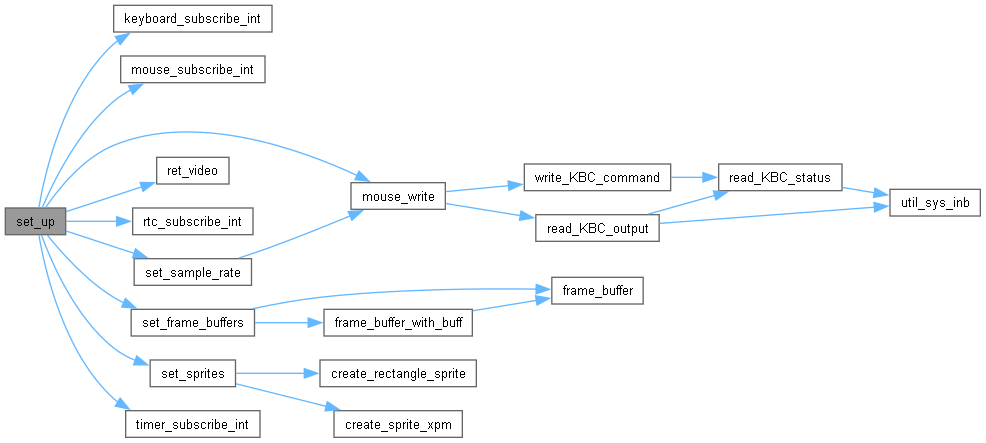 keyboard_subscribe_int
mouse_subscribe_int
ret_video
write_KBC_command
read_KBC_status
mouse_write
util_sys_inb
set_up
rtc_subscribe_int
read_KBC_output
set_sample_rate
frame_buffer
set_frame_buffers
frame_buffer_with_buff
set_sprites
create_rectangle_sprite
timer_subscribe_int
create_sprite_xpm